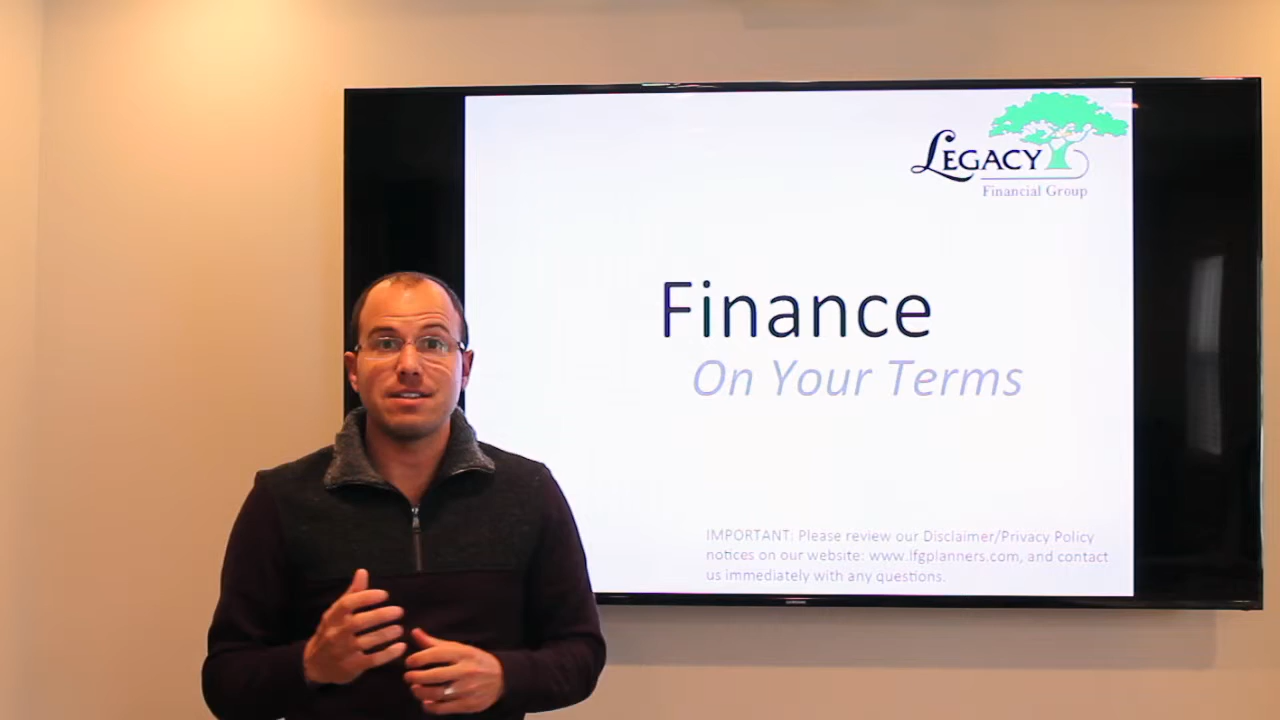 LEGACY
Financial Group
Finance
On Your Terms
IMPORTANT: Please review our Disclaimer/Privacy Policy
notices on our website: www.lfgplanners.com, and contact
us immediately with any questions.
SAMSUNG